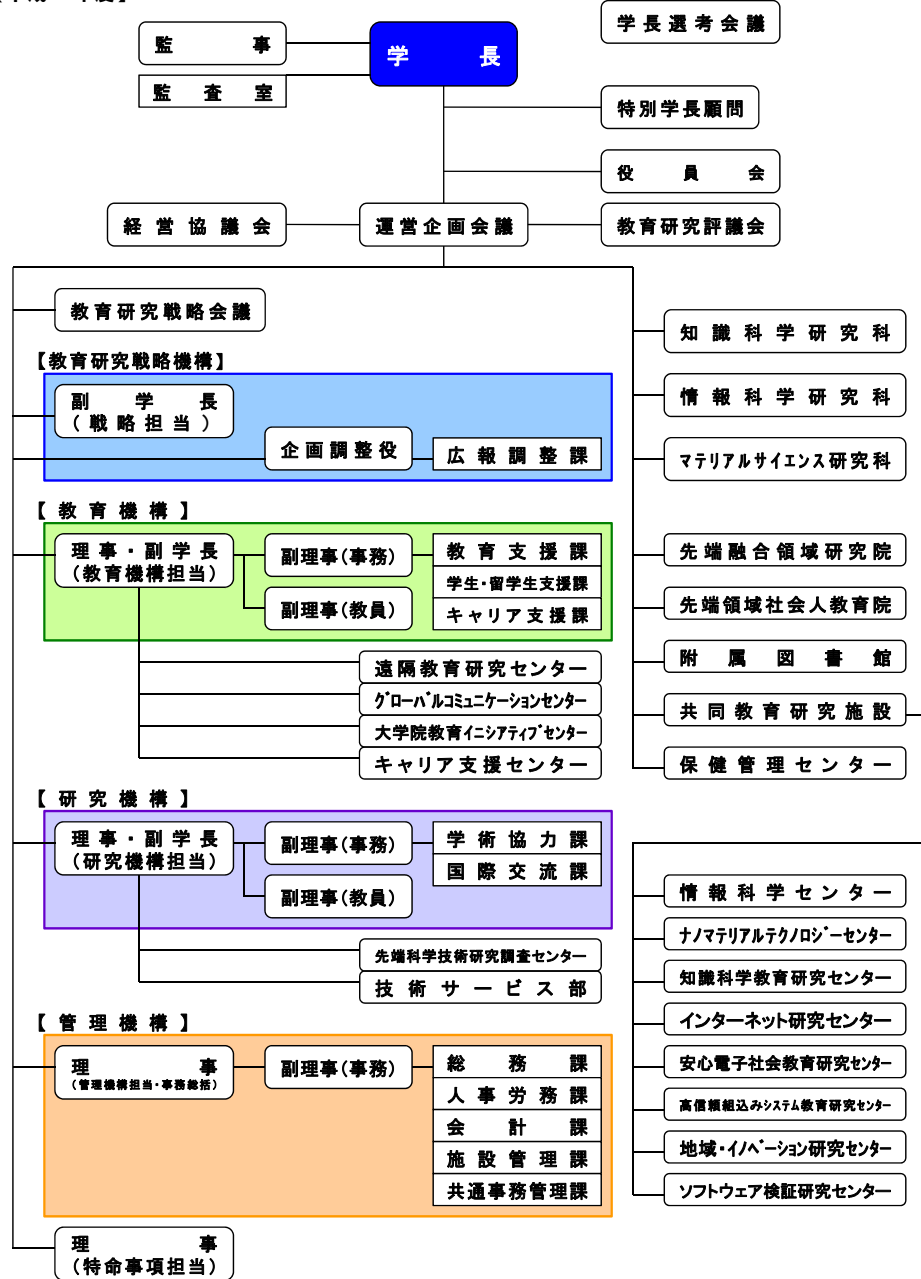 学長選考会議
監事
学長
監査室
特別学長顧問
役員会
経営協議会
運営企画会議
教育研究評議会
教育研究戦略会議
【教育研究戦略機構】
副学長
(戦略担当)
企画調整役
広報調整課
【教育機構】
理事・副学長
(教育機構担当)
副理事(事務)
副理事(教員)
教育支援課
学生・留学生支援課
キャリア支援課
遠隔教育研究センター
グローバルコミュニケーションセンター
大学院教育イニシアティブセンター
キャリア支援センター
【研究機構】
理事・副学長
(研究機構担当)
副理事(事務)
副理事(教員)
学術協力課
国際交流課
先端科学技術研究調査センター
技術サービス部
【管理機構】
理事
(管理機構担当・事務総括)
副理事(事務)
総務課
人事労務課
会計課
施設管理課
共通事務管理課
理事
(特命事項担当)
知識科学研究科
情報科学研究科
マテリアルサイエンス研究科
先端融合領域研究院
先端領域社会人教育院
附属図書館
共同教育研究施設
保健管理センター
情報科学センター
ナノマテリアルテクノロジーセンター
知識科学教育研究センター
インターネット研究センター
安心電子社会教育研究センター
高信頼組込みシステム教育研究センター
地域・イノベーション研究センター
ソフトウェア検証研究センター